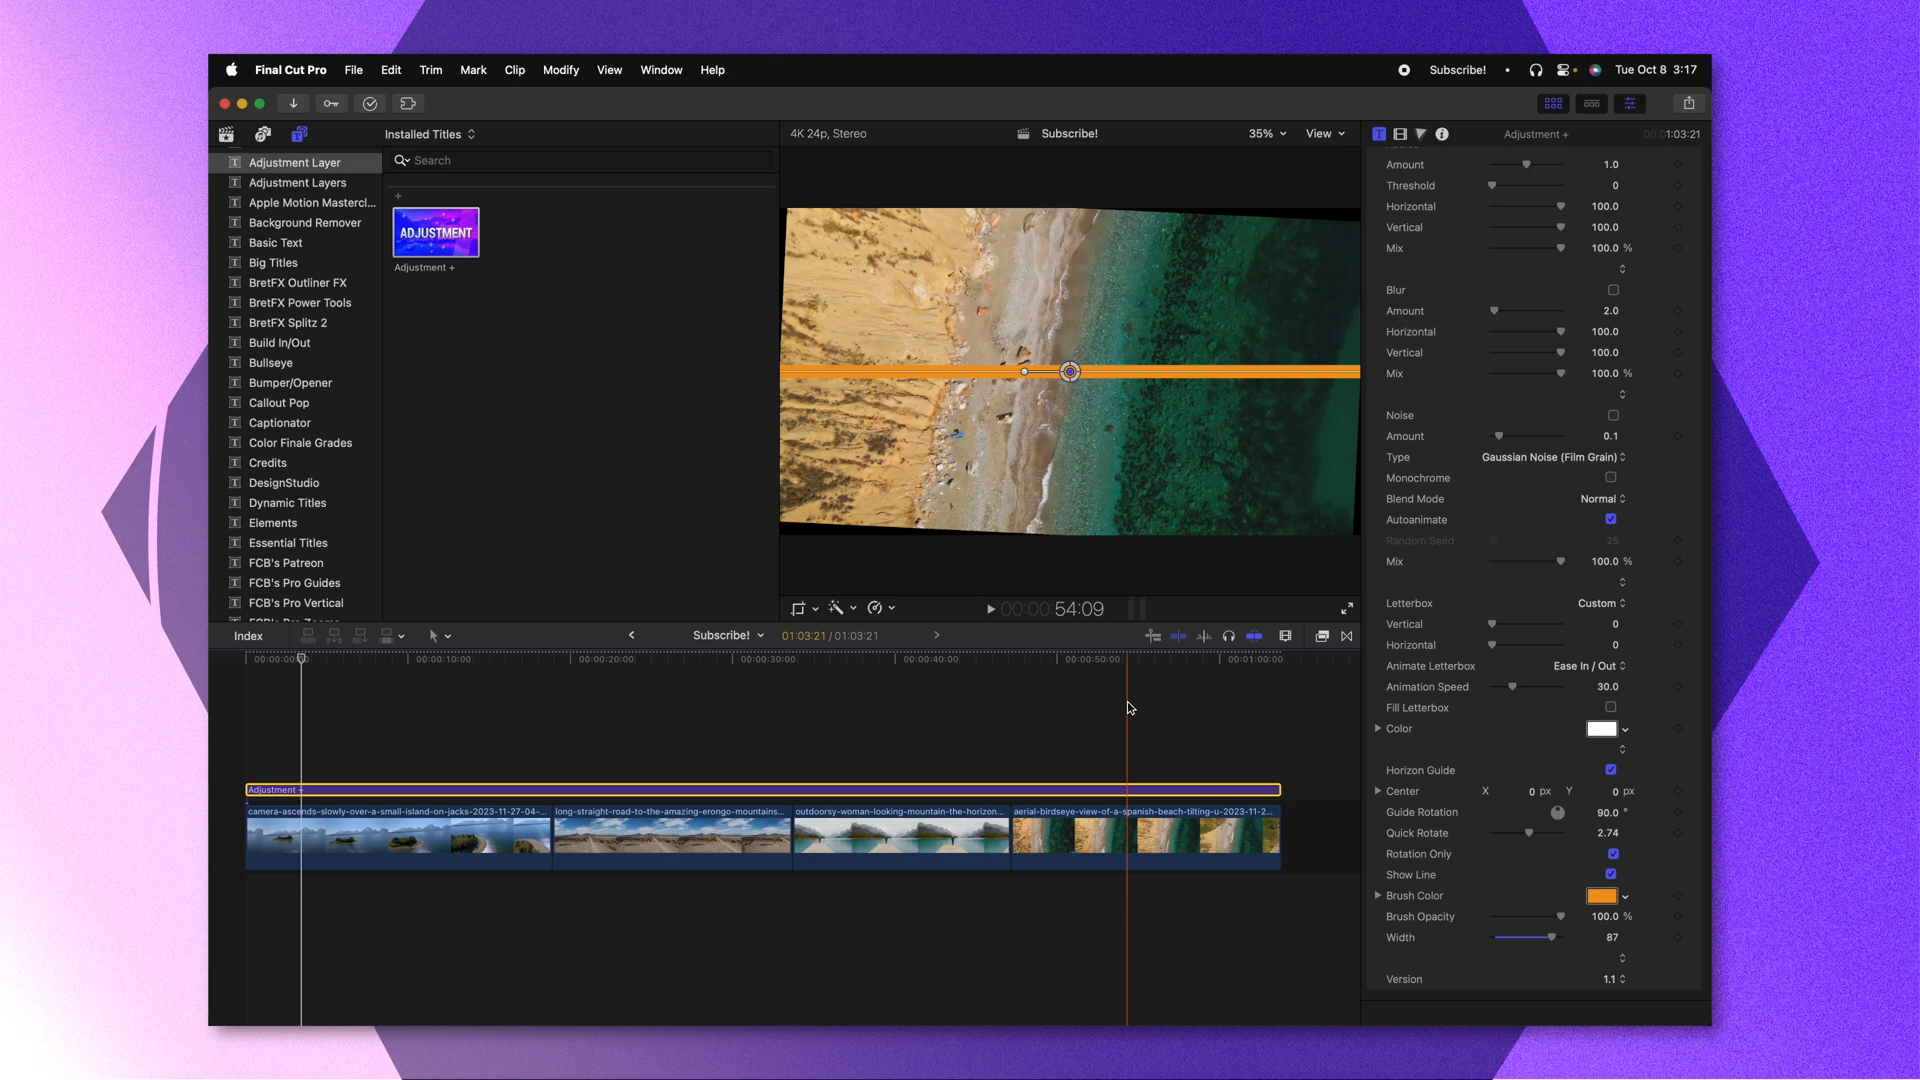 Final Cut Pro File Edit Trim Mark Clip Modify View Window Help Subscribe! Tue Oct 8 3:17
Installed Titles
Adjustment Layer
Adjustment Layers
Apple Motion Mastercl...
Background Remover
Basic Text
Big Titles
BretFX Outliner FX
BretFX Power Tools
BretFX Splitz 2
Build In/Out
Bullseye
Bumper/Opener
Callout Pop
Captionator
Color Finale Grades
Credits
DesignStudio
Dynamic Titles
Elements
Essential Titles
FCB's Patreon
FCB's Pro Guides
FCB's Pro Vertical
Search
ADJUSTMENT
Adjustment +
4K 24p, Stereo Subscribe! 35% View
00:00:54:09
Adjustment + 00:01:03:21
Amount 1.0
Threshold 0
Horizontal 100.0
Vertical 100.0
Mix 100.0 %
Blur
Amount 2.0
Horizontal 100.0
Vertical 100.0
Mix 100.0 %
Noise
Amount 0.1
Type Gaussian Noise (Film Grain)
Monochrome
Blend Mode Normal
Autoanimate
Random Seed 25
Mix 100.0 %
Letterbox Custom
Vertical 0
Horizontal 0
Animate Letterbox Ease In / Out
Animation Speed 30.0
Fill Letterbox
Color
Horizon Guide
Center X 0 px Y 0 px
Guide Rotation 90.0 °
Quick Rotate 2.74
Rotation Only
Show Line
Brush Color
Brush Opacity 100.0 %
Width 87
Version 1.1
Index Subscribe! 01:03:21 / 01:03:21
00:00:10:00 00:00:20:00 00:00:30:00 00:00:40:00 00:00:50:00 00:01:00:00
Adjustment +
camera-ascends-slowly-over-a-small-island-on-jacks-2023-11-27-04-... long-straight-road-to-the-amazing-erongo-mountains... outdoorsy-woman-looking-mountain-the-horizon... aerial-birdseye-view-of-a-spanish-beach-tilting-u-2023-11-2...